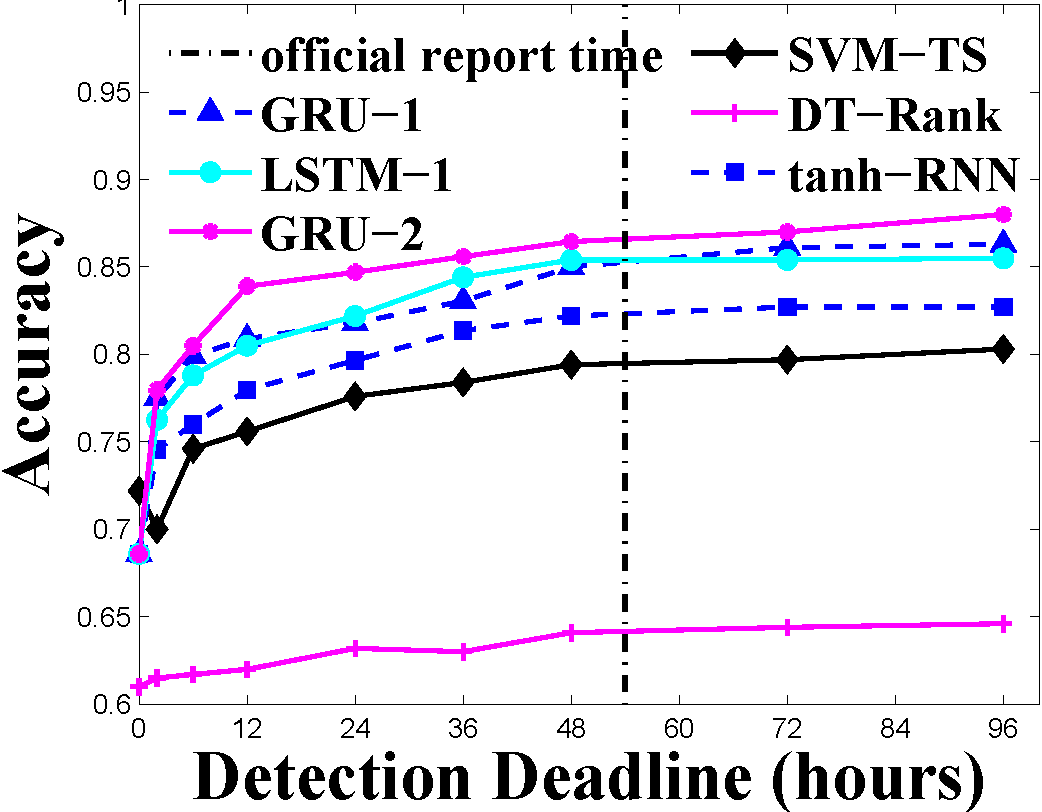 1
0.95
0.9
0.85
0.8
0.75
0.7
0.65
0.6
Accuracy
official report time
GRU−1
LSTM−1
GRU−2
SVM−TS
DT−Rank
tanh−RNN
0 12 24 36 48 60 72 84 96
Detection Deadline (hours)